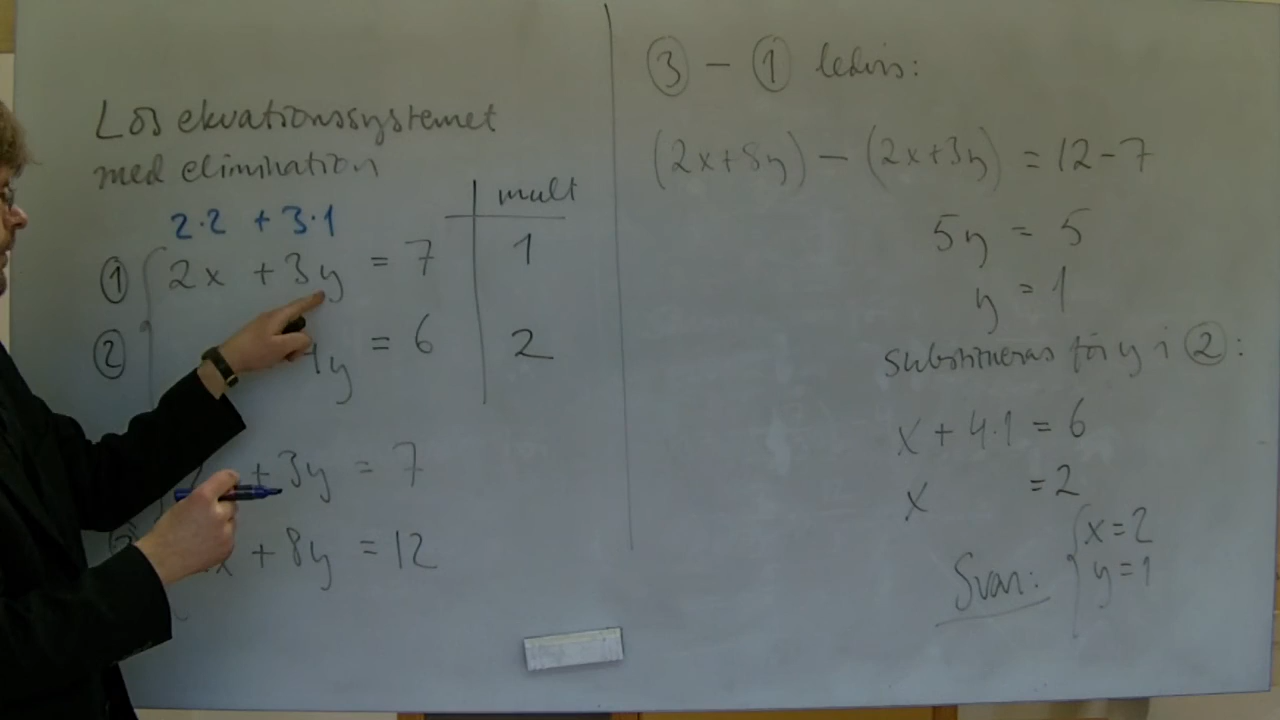 Lös ekvationssystemet
med elimination
mult
2·2 + 3·1
① 2x + 3y = 7 1
② 4y = 6 2
+ 3y = 7
x + 8y = 12
③ - ① ledvis:
(2x+8y) - (2x+3y) = 12-7
5y = 5
y = 1
substitueras för y i ②:
x + 4·1 = 6
x = 2
Svar: { x=2
y=1